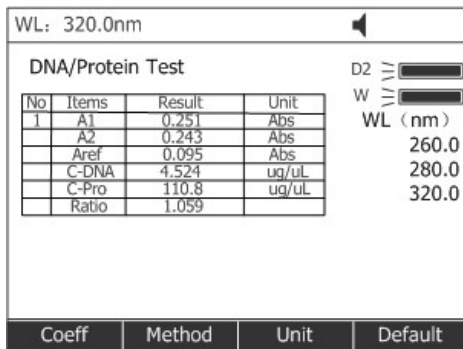 WL: 320.0nm
DNA/Protein Test
D2
W
No Items Result Unit
1 A1 0.251 Abs
A2 0.243 Abs
Aref 0.095 Abs
C-DNA 4.524 ug/uL
C-Pro 110.8 ug/uL
Ratio 1.059
WL（nm）
260.0
280.0
320.0
Coeff Method Unit Default